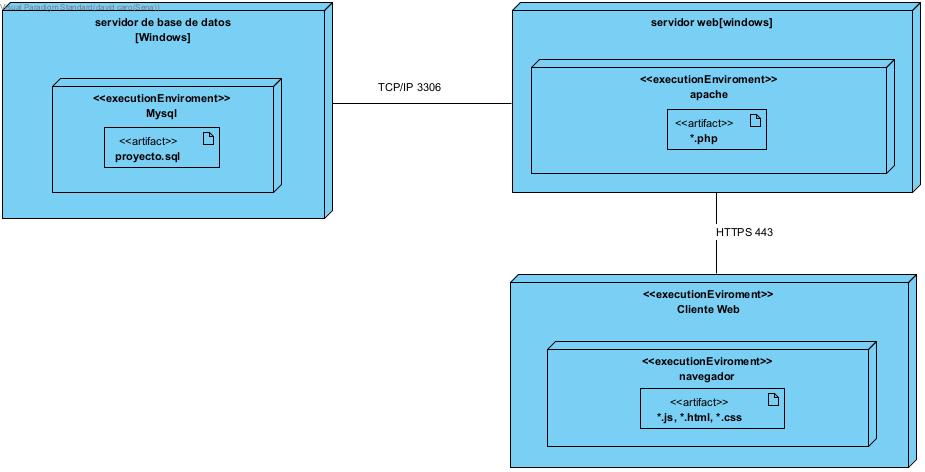 Visual Paradigm Standard(david caro(Sena))
servidor de base de datos
[Windows]
<<executionEnviroment>>
Mysql
<<artifact>>
proyecto.sql
TCP/IP 3306
servidor web[windows]
<<executionEnviroment>>
apache
<<artifact>>
*.php
HTTPS 443
<<executionEviroment>>
Cliente Web
<<executionEviroment>>
navegador
<<artifact>>
*.js, *.html, *.css